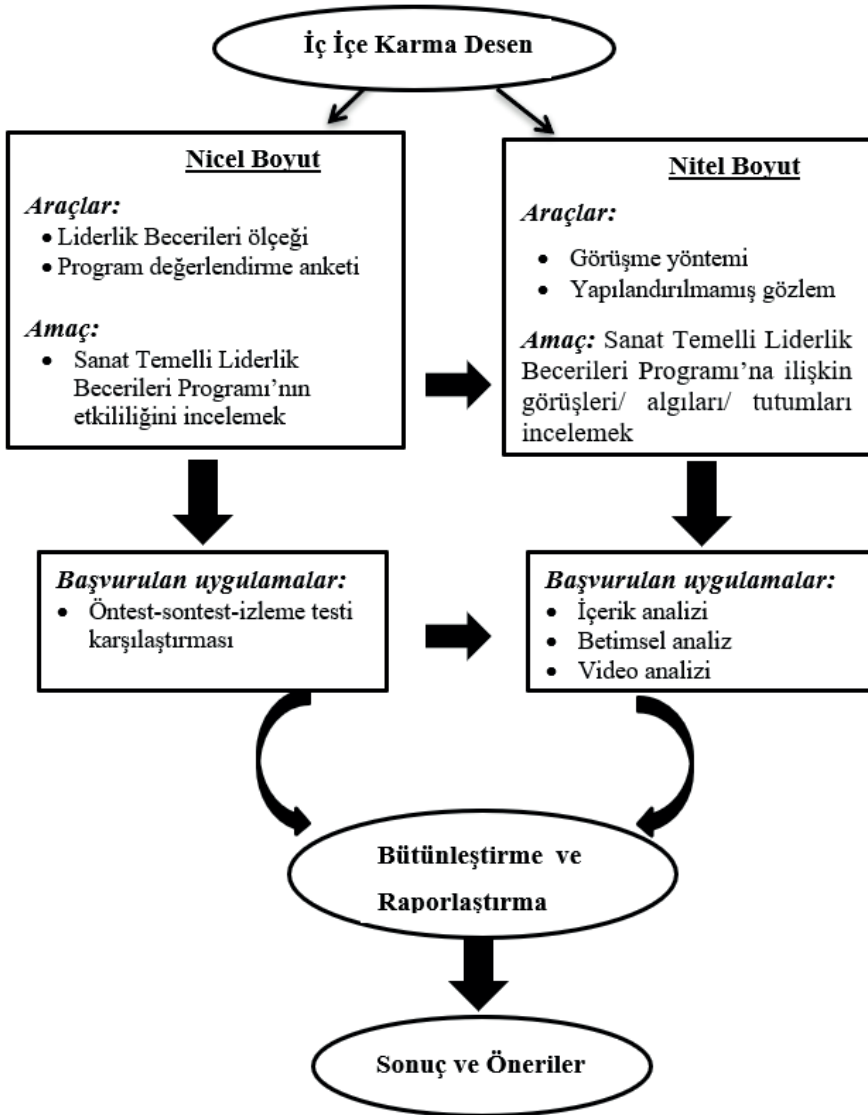 İç İçe Karma Desen
Nicel Boyut
Araçlar:
• Liderlik Becerileri ölçeği
• Program değerlendirme anketi
Amaç:
• Sanat Temelli Liderlik
Becerileri Programı’nın
etkililiğini incelemek
Nitel Boyut
Araçlar:
• Görüşme yöntemi
• Yapılandırılmamış gözlem
Amaç: Sanat Temelli Liderlik
Becerileri Programı’na ilişkin
görüşleri/ algıları/ tutumları
incelemek
Başvurulan uygulamalar:
• Öntest-sontest-izleme testi
karşılaştırması
Başvurulan uygulamalar:
• İçerik analizi
• Betimsel analiz
• Video analizi
Bütünleştirme ve
Raporlaştırma
Sonuç ve Öneriler